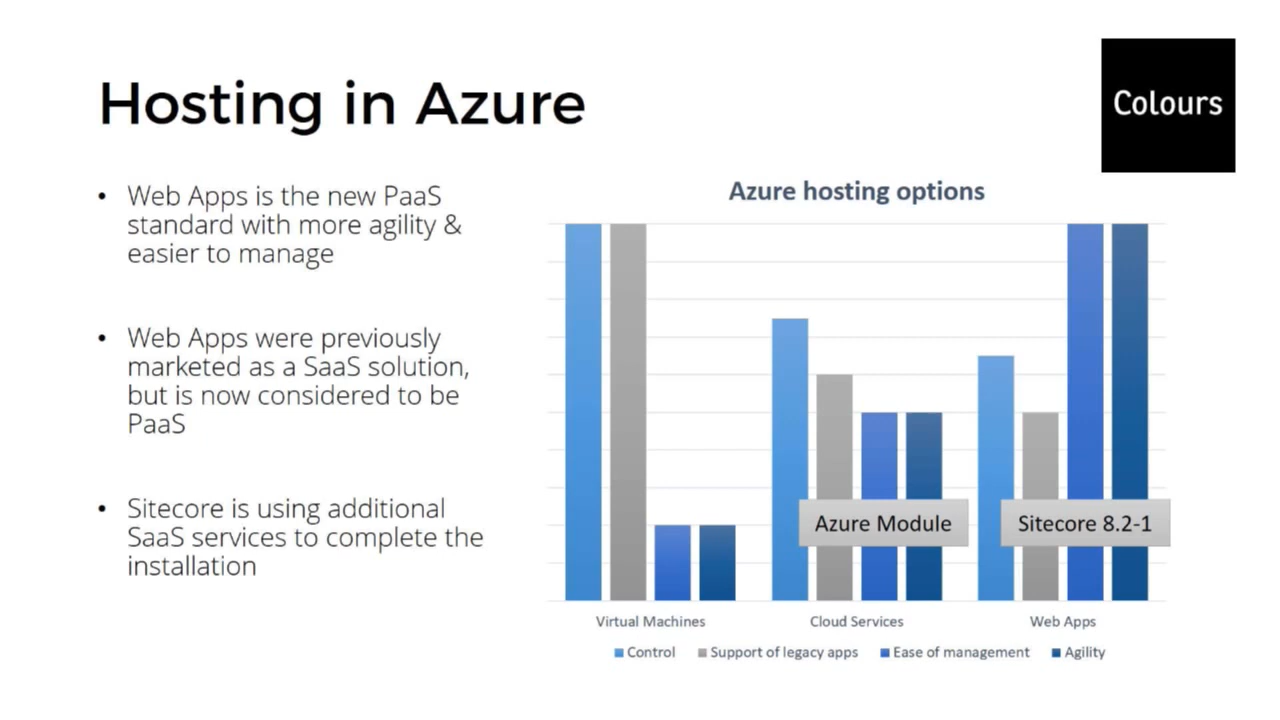 Hosting in Azure
Colours
• Web Apps is the new PaaS
standard with more agility &
easier to manage
• Web Apps were previously
marketed as a SaaS solution,
but is now considered to be
PaaS
• Sitecore is using additional
SaaS services to complete the
installation
Azure hosting options
Azure Module
Sitecore 8.2-1
Virtual Machines
Cloud Services
Web Apps
Control
Support of legacy apps
Ease of management
Agility